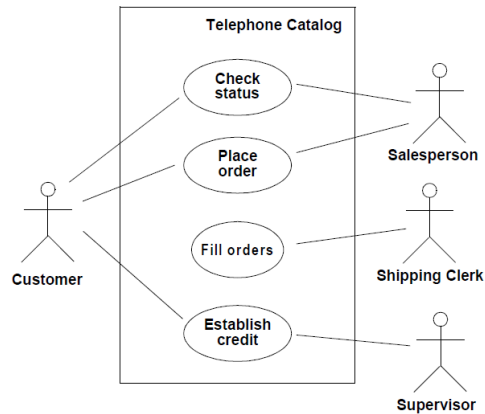 Telephone Catalog
Check
status
Salesperson
Place
order
Customer
Fill orders
Shipping Clerk
Establish
credit
Supervisor